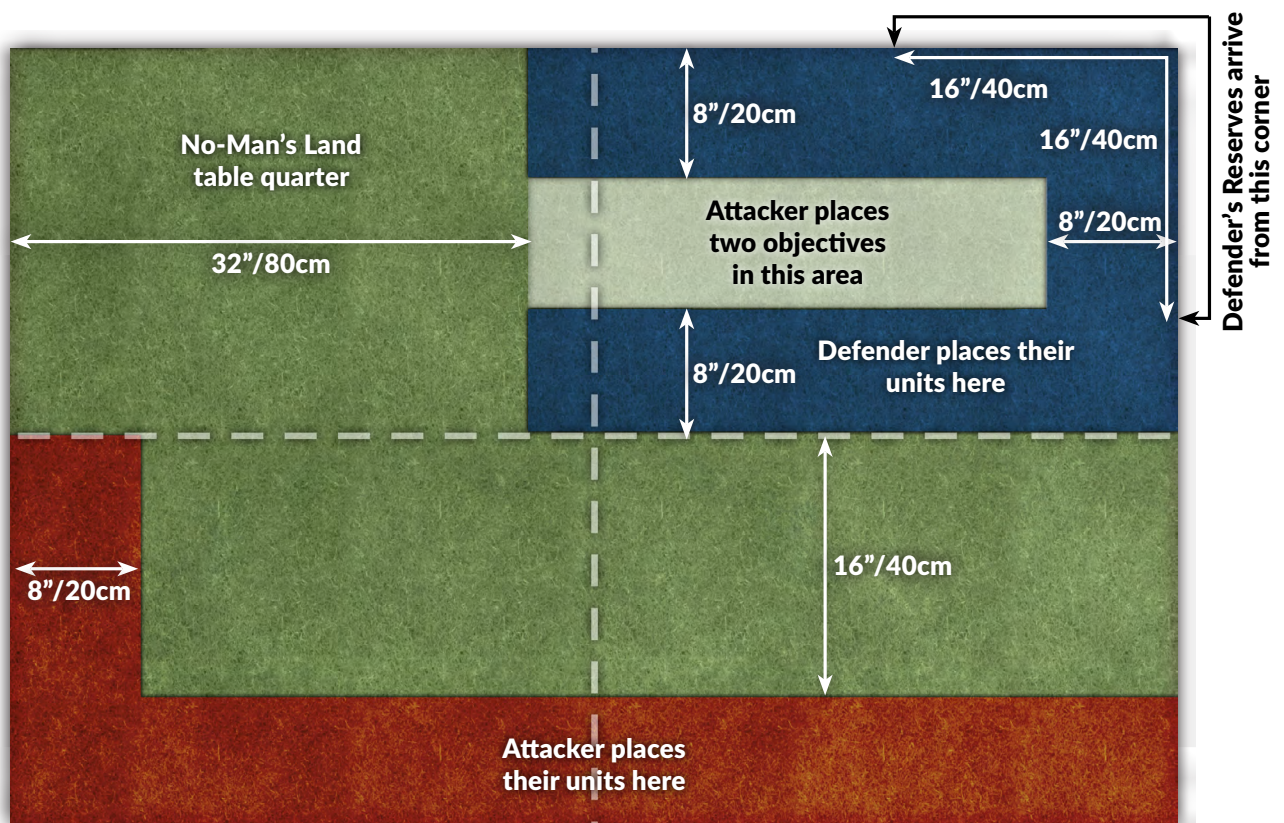 Defender’s Reserves arrive
from this corner
16”/40cm
8”/20cm
16”/40cm
No-Man’s Land
table quarter
Attacker places
two objectives
in this area
8”/20cm
32”/80cm
Defender places their
units here
8”/20cm
16”/40cm
8”/20cm
Attacker places
their units here